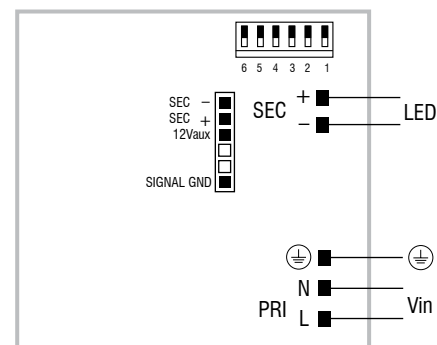 6 5 4 3 2 1
SEC −
SEC +
12Vaux
SIGNAL GND
SEC + −
LED
N
PRI L
Vin